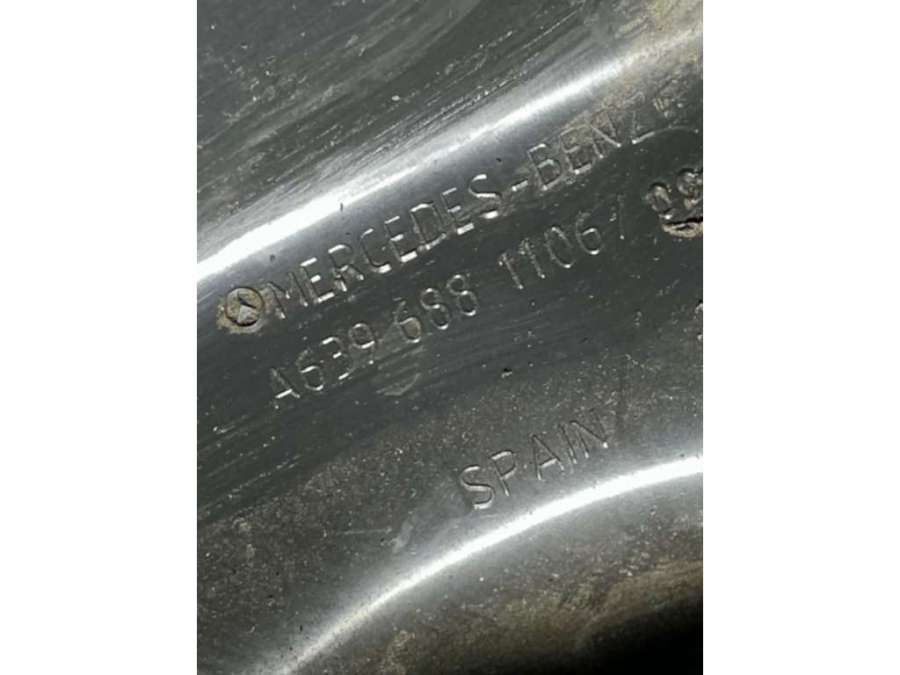 MERCEDES-BENZ
A639 688 1106 /
SPAIN